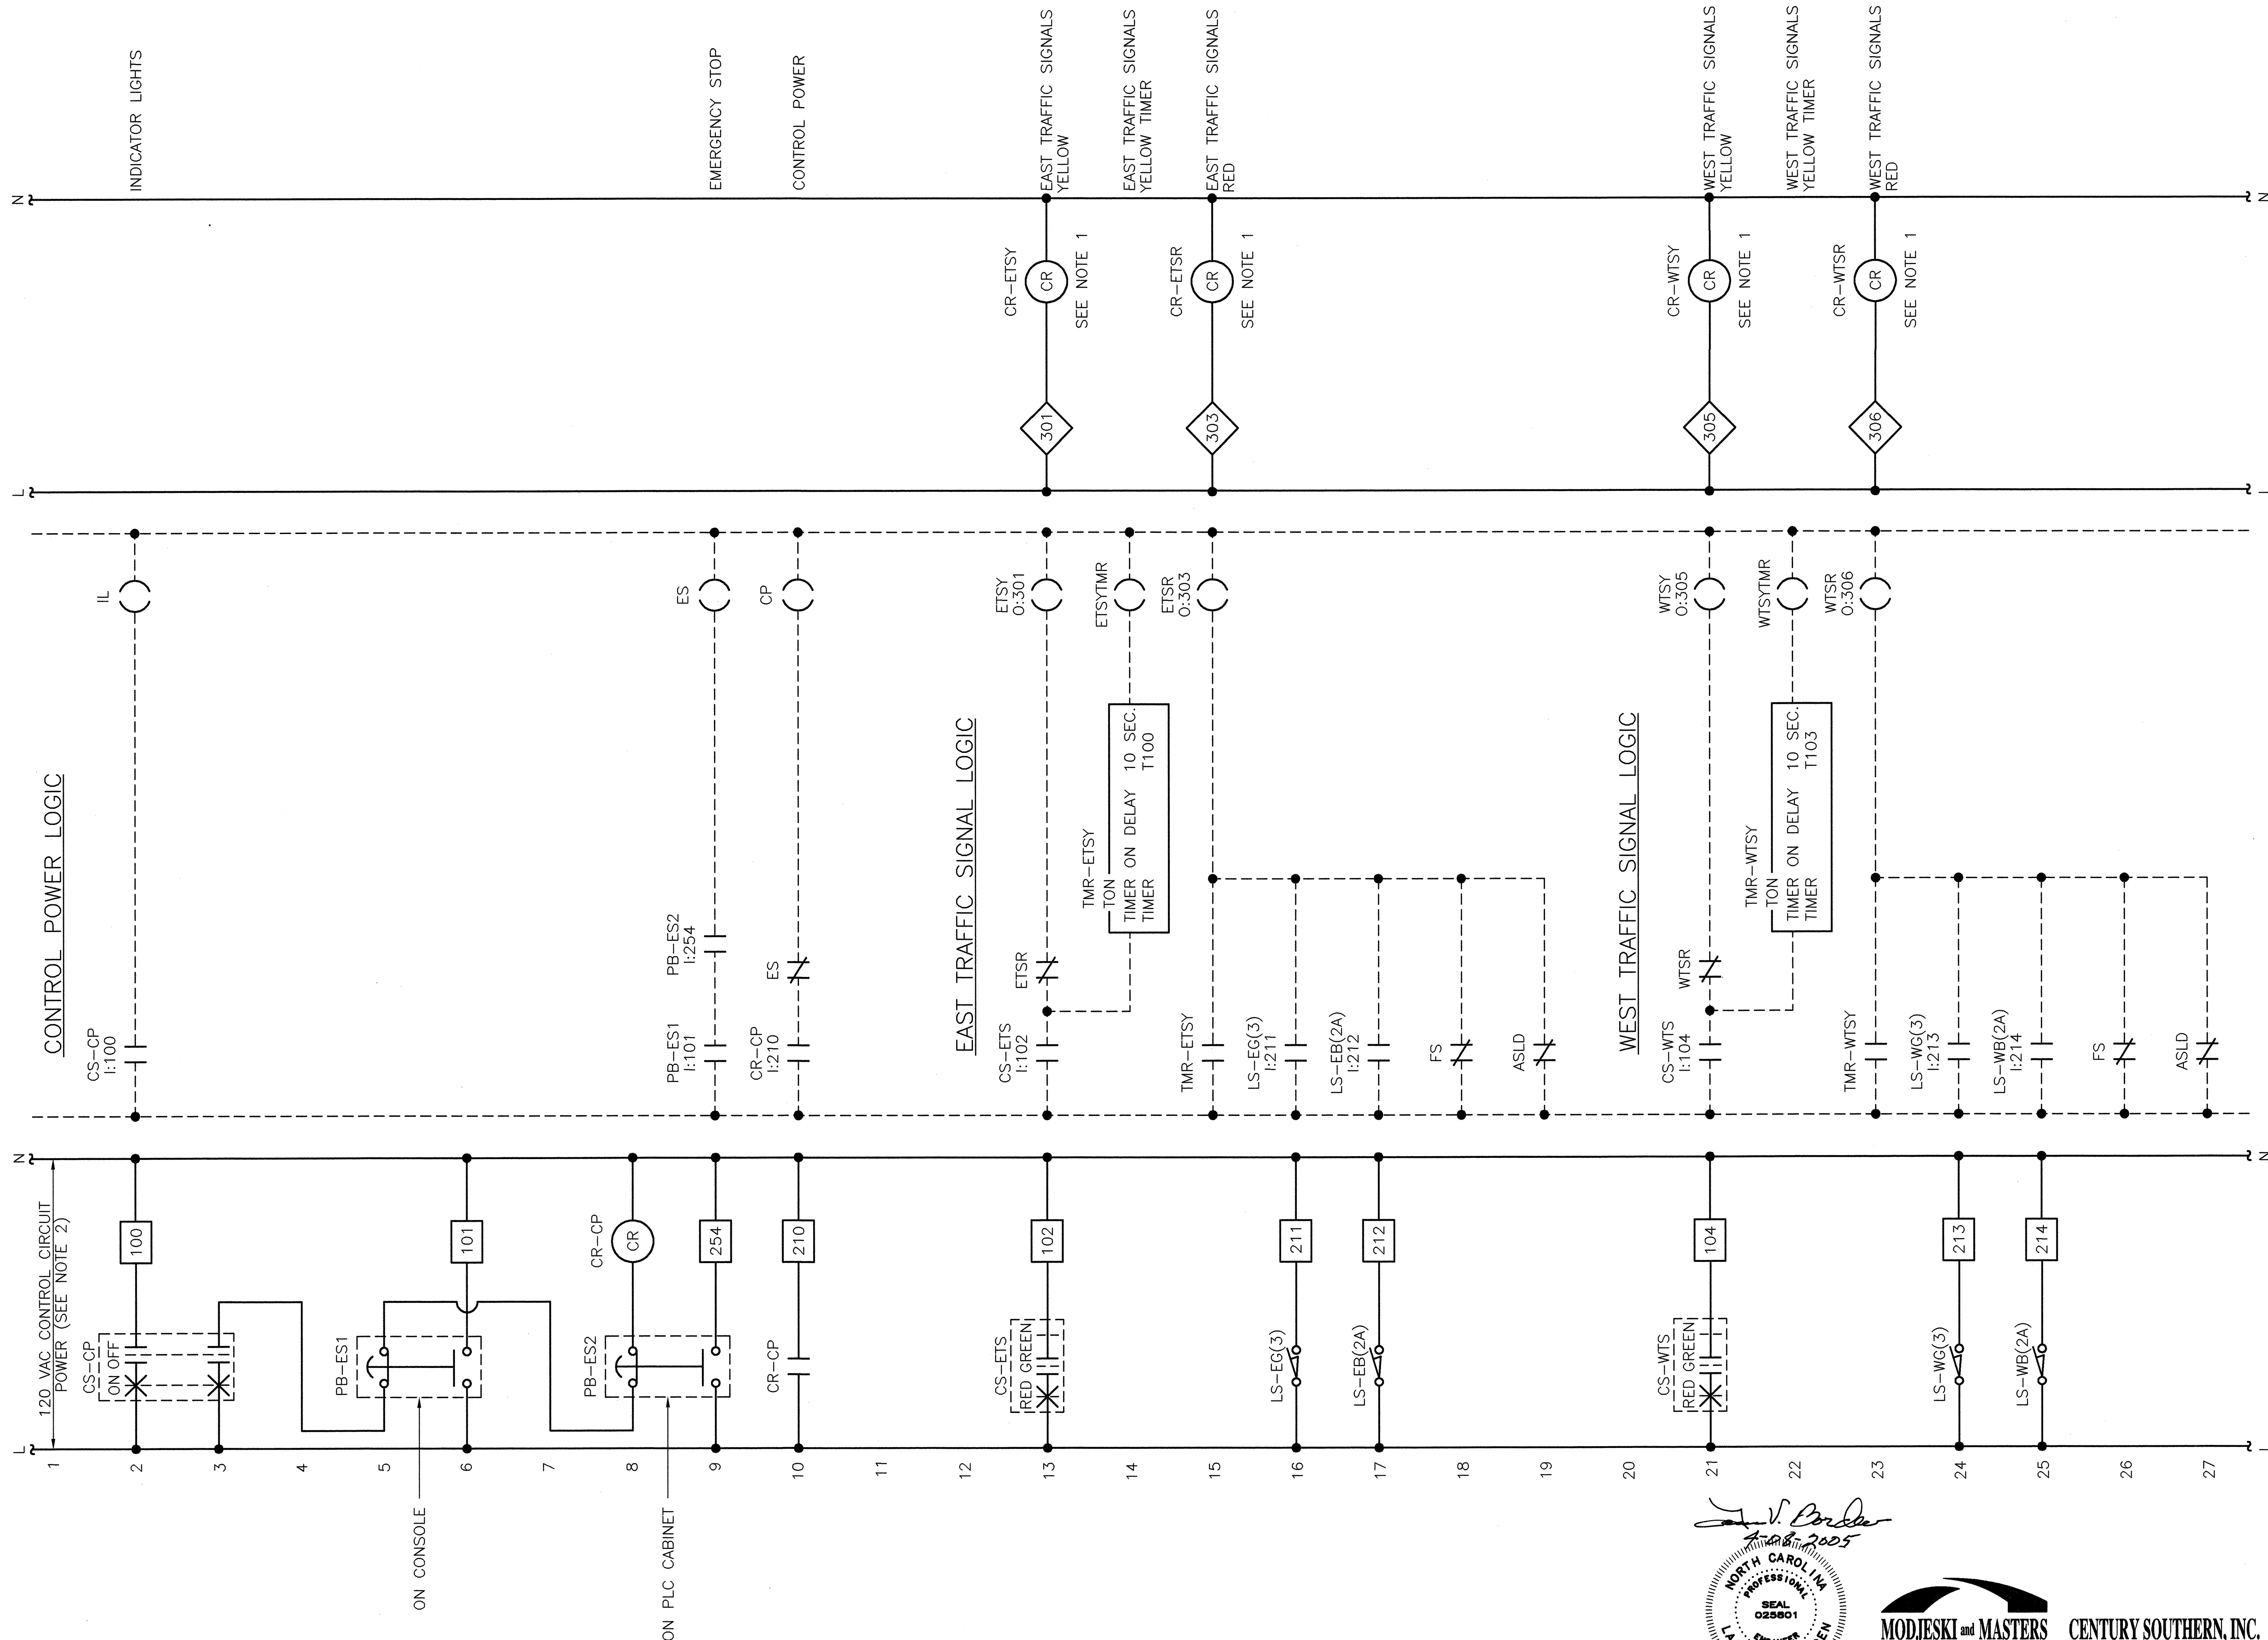 L
N
L
N
120 VAC CONTROL CIRCUIT
POWER (SEE NOTE 2)
CONTROL POWER LOGIC
1
2
CS-CP
ON OFF
100
CS-CP
I:100
IL
INDICATOR LIGHTS
3
4
5
PB-ES1
ON CONSOLE
6
101
7
8
PB-ES2
CR-CP
CR
ON PLC CABINET
9
254
PB-ES1
I:101
PB-ES2
I:254
ES
EMERGENCY STOP
10
CR-CP
210
CR-CP
I:210
ES
CP
CONTROL POWER
11
12
EAST TRAFFIC SIGNAL LOGIC
13
CS-ETS
RED GREEN
102
CS-ETS
I:102
ETSR
ETSY
O:301
301
CR-ETSY
CR
SEE NOTE 1
EAST TRAFFIC SIGNALS
YELLOW
14
TMR-ETSY
TON
TIMER ON DELAY 10 SEC.
TIMER T100
ETSYTMR
EAST TRAFFIC SIGNALS
YELLOW TIMER
15
TMR-ETSY
ETSR
O:303
303
CR-ETSR
CR
SEE NOTE 1
EAST TRAFFIC SIGNALS
RED
16
LS-EG(3)
211
LS-EG(3)
I:211
17
LS-EB(2A)
212
LS-EB(2A)
I:212
18
FS
19
ASLD
20
WEST TRAFFIC SIGNAL LOGIC
21
CS-WTS
RED GREEN
104
CS-WTS
I:104
WTSR
WTSY
O:305
305
CR-WTSY
CR
SEE NOTE 1
WEST TRAFFIC SIGNALS
YELLOW
22
TMR-WTSY
TON
TIMER ON DELAY 10 SEC.
TIMER T103
WTSYTMR
WEST TRAFFIC SIGNALS
YELLOW TIMER
23
TMR-WTSY
WTSR
O:306
306
CR-WTSR
CR
SEE NOTE 1
WEST TRAFFIC SIGNALS
RED
24
LS-WG(3)
213
LS-WG(3)
I:213
25
LS-WB(2A)
214
LS-WB(2A)
I:214
26
FS
27
ASLD
L
N
L
N
V. Borden
4-08-2005
NORTH CAROLINA
PROFESSIONAL
SEAL
025801
MODJESKI and MASTERS
CENTURY SOUTHERN, INC.